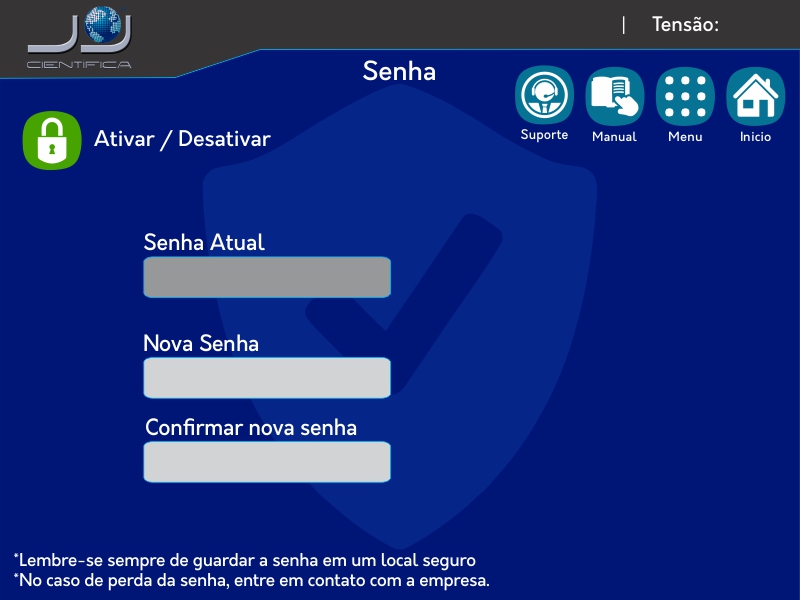 | Tensão:
JJ
CIENTIFICA
Senha
Suporte
Manual
Menu
Inicio
Ativar / Desativar
Senha Atual
Nova Senha
Confirmar nova senha
*Lembre-se sempre de guardar a senha em um local seguro
*No caso de perda da senha, entre em contato com a empresa.